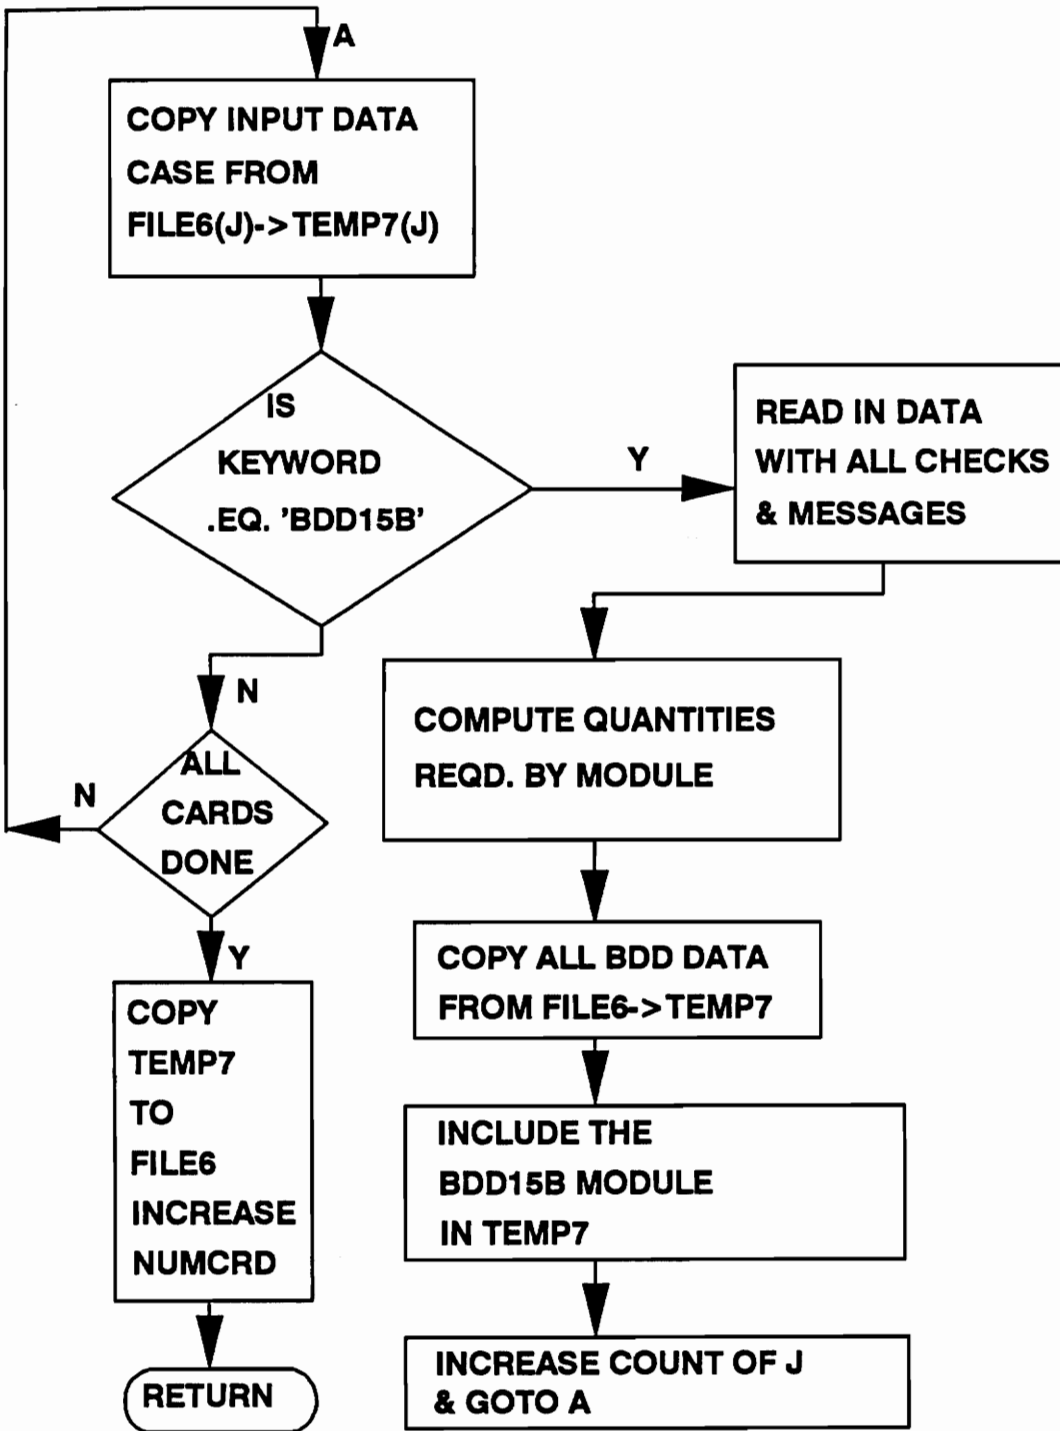 A
COPY INPUT DATA
CASE FROM
FILE6(J)->TEMP7(J)
IS
KEYWORD
.EQ. 'BDD15B'
Y
READ IN DATA
WITH ALL CHECKS
& MESSAGES
N
ALL
CARDS
DONE
N
Y
COPY
TEMP7
TO
FILE6
INCREASE
NUMCRD
RETURN
COMPUTE QUANTITIES
REQD. BY MODULE
COPY ALL BDD DATA
FROM FILE6->TEMP7
INCLUDE THE
BDD15B MODULE
IN TEMP7
INCREASE COUNT OF J
& GOTO A